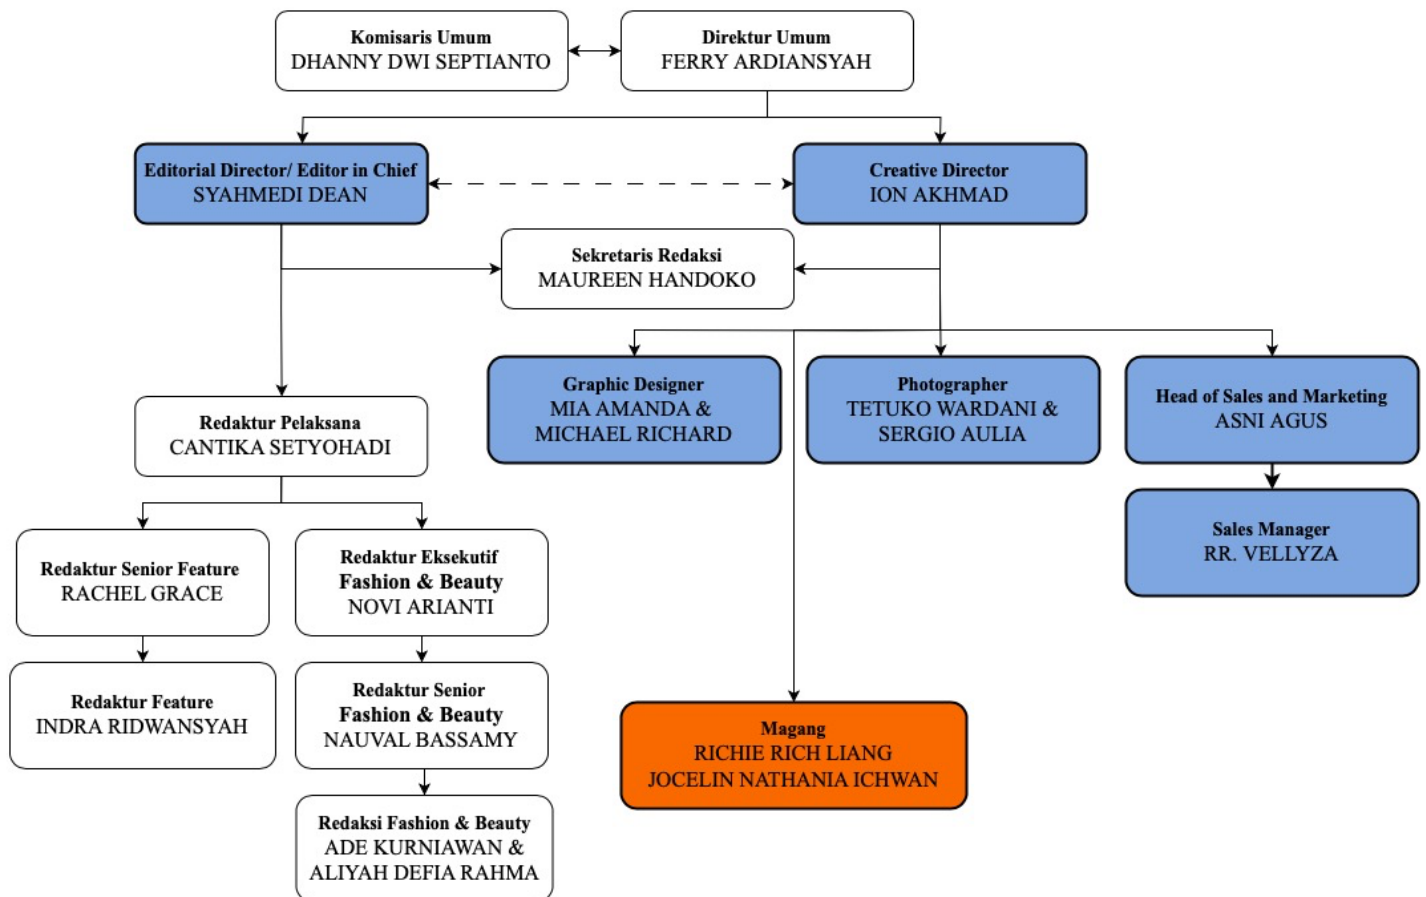 Komisaris Umum
DHANNY DWI SEPTIANTO
Direktur Umum
FERRY ARDIANSYAH
Editorial Director/ Editor in Chief
SYAHMEDI DEAN
Creative Director
ION AKHMAD
Sekretaris Redaksi
MAUREEN HANDOKO
Graphic Designer
MIA AMANDA &
MICHAEL RICHARD
Photographer
TETUKO WARDANI &
SERGIO AULIA
Head of Sales and Marketing
ASNI AGUS
Redaktur Pelaksana
CANTIKA SETYOHADI
Sales Manager
RR. VELLYZA
Redaktur Senior Feature
RACHEL GRACE
Redaktur Eksekutif
Fashion & Beauty
NOVI ARIANTI
Redaktur Feature
INDRA RIDWANSYAH
Redaktur Senior
Fashion & Beauty
NAUVAL BASSAMY
Magang
RICHIE RICH LIANG
JOCELIN NATHANIA ICHWAN
Redaksi Fashion & Beauty
ADE KURNIAWAN &
ALIYAH DEFIA RAHMA